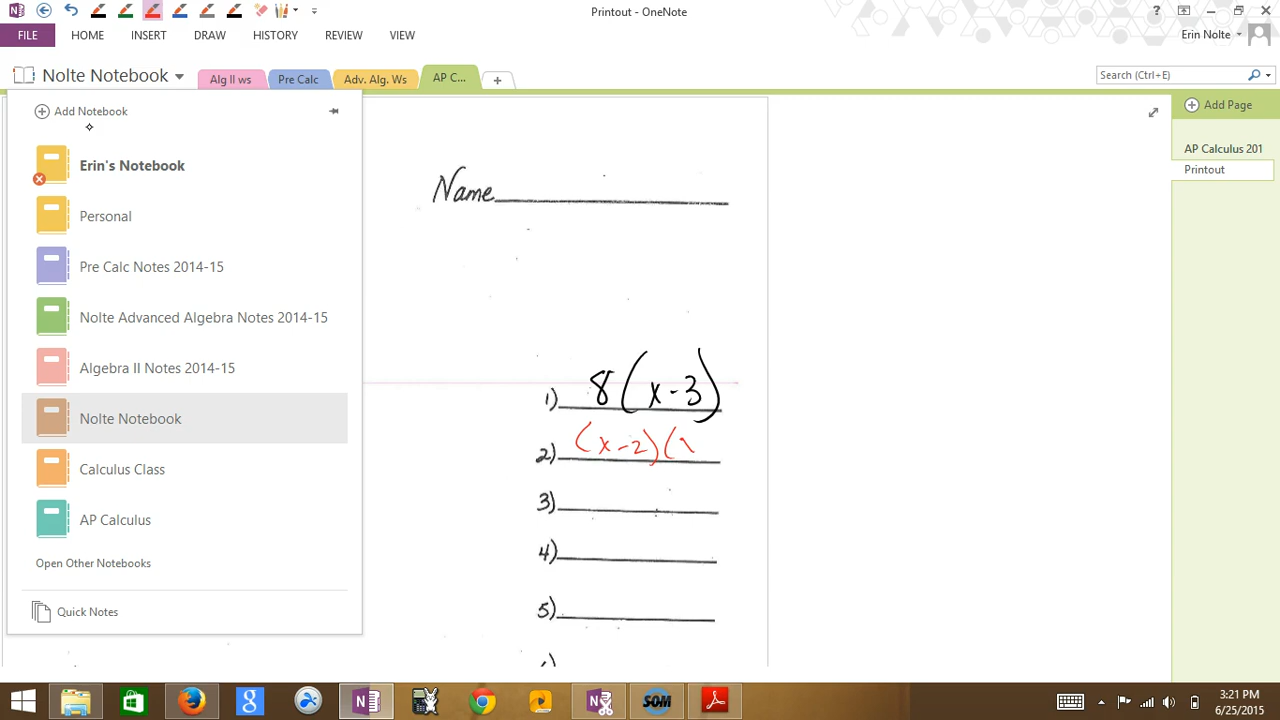 Printout - OneNote
FILE HOME INSERT DRAW HISTORY REVIEW VIEW
Erin Nolte
Nolte Notebook Alg II ws Pre Calc Adv. Alg. Ws AP C...
Search (Ctrl+E)
Add Notebook
Erin's Notebook
Personal
Pre Calc Notes 2014-15
Nolte Advanced Algebra Notes 2014-15
Algebra II Notes 2014-15
Nolte Notebook
Calculus Class
AP Calculus
Open Other Notebooks
Quick Notes
Name
1) 8(x-3)
2) (x-2)(
3)
4)
5)
Add Page
AP Calculus 201
Printout
SOM
3:21 PM
6/25/2015